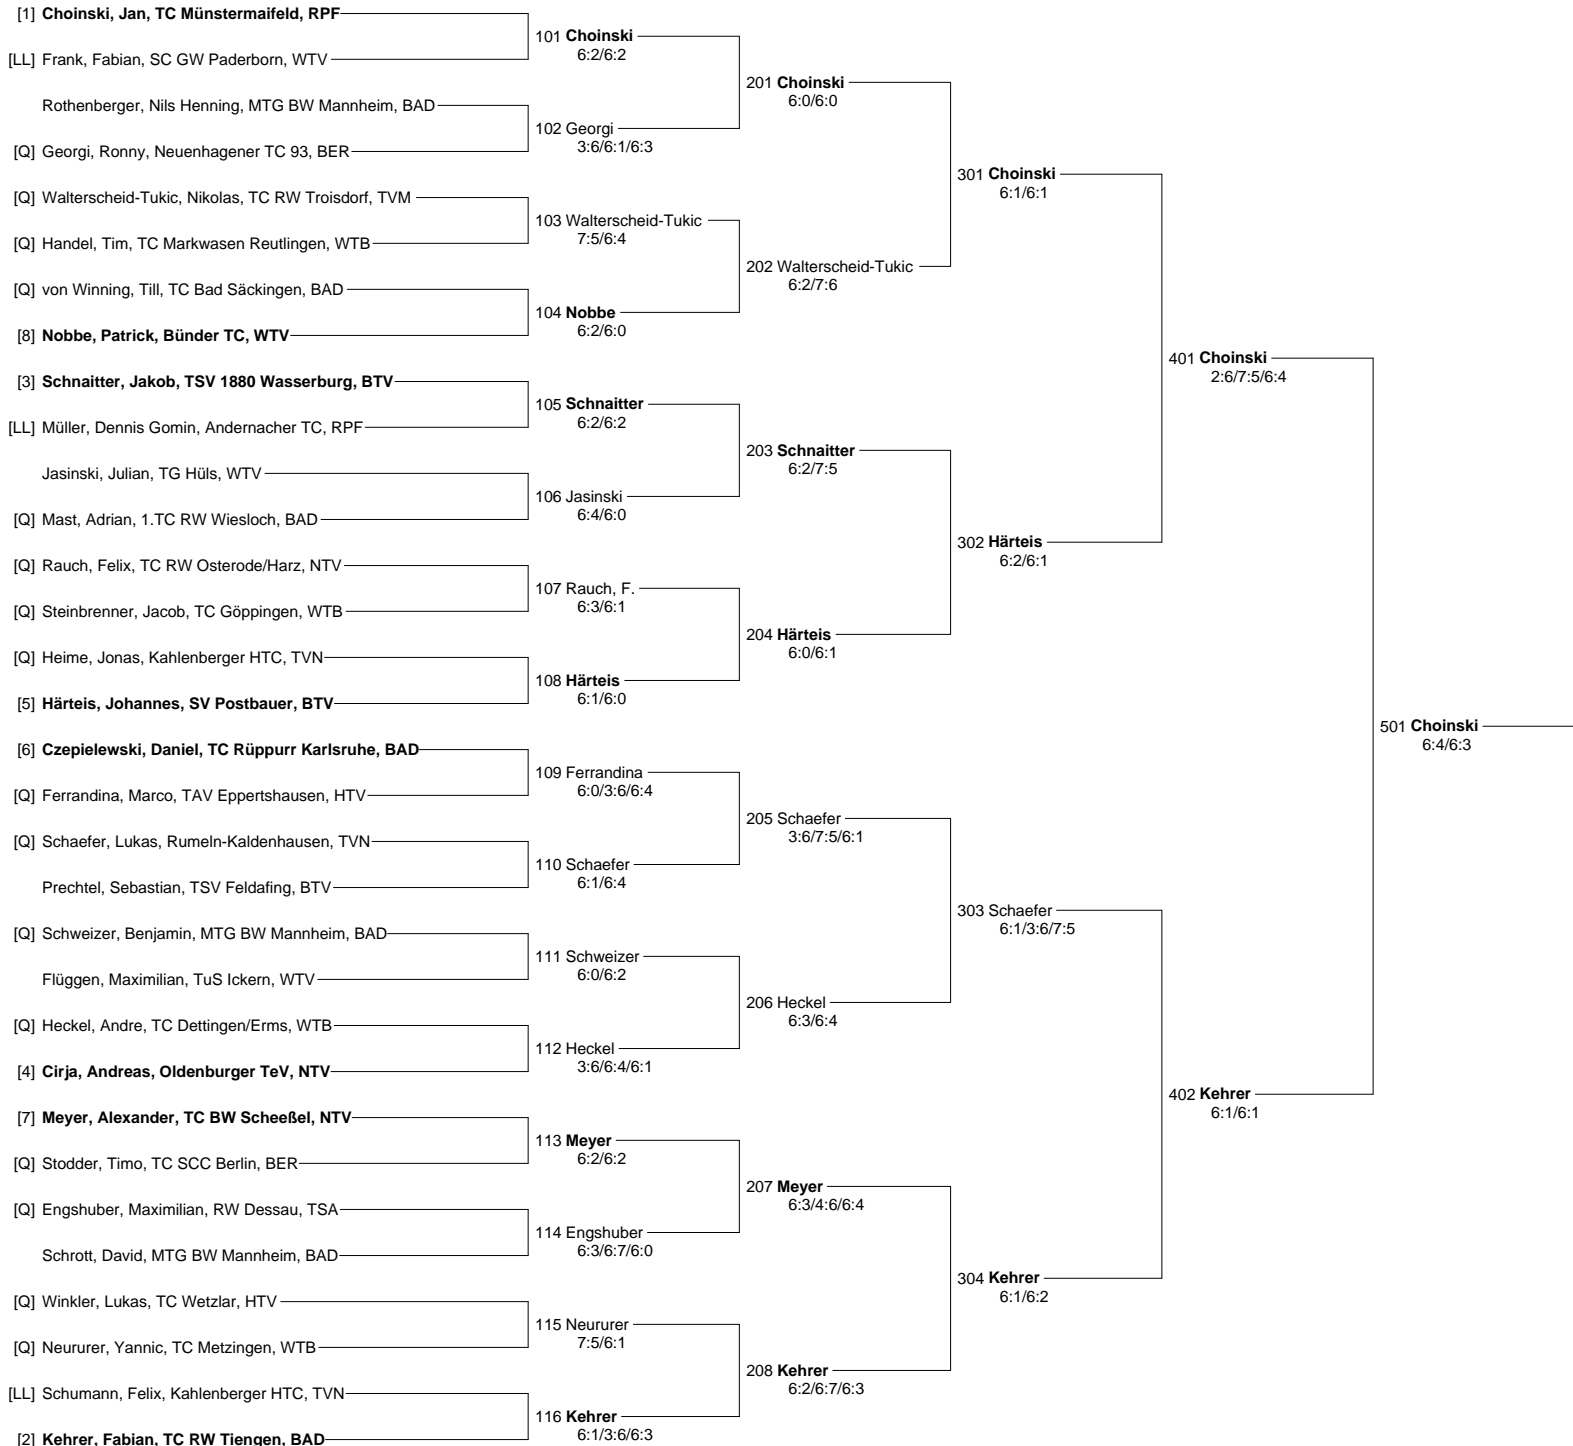 [1] Choinski, Jan, TC Münstermaifeld, RPF
[LL] Frank, Fabian, SC GW Paderborn, WTV
Rothenberger, Nils Henning, MTG BW Mannheim, BAD
[Q] Georgi, Ronny, Neuenhagener TC 93, BER
[Q] Walterscheid-Tukic, Nikolas, TC RW Troisdorf, TVM
[Q] Handel, Tim, TC Markwasen Reutlingen, WTB
[Q] von Winning, Till, TC Bad Säckingen, BAD
[8] Nobbe, Patrick, Bünder TC, WTV
[3] Schnaitter, Jakob, TSV 1880 Wasserburg, BTV
[LL] Müller, Dennis Gomin, Andernacher TC, RPF
Jasinski, Julian, TG Hüls, WTV
[Q] Mast, Adrian, 1.TC RW Wiesloch, BAD
[Q] Rauch, Felix, TC RW Osterode/Harz, NTV
[Q] Steinbrenner, Jacob, TC Göppingen, WTB
[Q] Heime, Jonas, Kahlenberger HTC, TVN
[5] Härteis, Johannes, SV Postbauer, BTV
[6] Czepielewski, Daniel, TC Rüppurr Karlsruhe, BAD
[Q] Ferrandina, Marco, TAV Eppertshausen, HTV
[Q] Schaefer, Lukas, Rumeln-Kaldenhausen, TVN
Prechtel, Sebastian, TSV Feldafing, BTV
[Q] Schweizer, Benjamin, MTG BW Mannheim, BAD
Flüggen, Maximilian, TuS Ickern, WTV
[Q] Heckel, Andre, TC Dettingen/Erms, WTB
[4] Cirja, Andreas, Oldenburger TeV, NTV
[7] Meyer, Alexander, TC BW Scheeßel, NTV
[Q] Stodder, Timo, TC SCC Berlin, BER
[Q] Engshuber, Maximilian, RW Dessau, TSA
Schrott, David, MTG BW Mannheim, BAD
[Q] Winkler, Lukas, TC Wetzlar, HTV
[Q] Neururer, Yannic, TC Metzingen, WTB
[LL] Schumann, Felix, Kahlenberger HTC, TVN
[2] Kehrer, Fabian, TC RW Tiengen, BAD
101 Choinski
6:2/6:2
102 Georgi
3:6/6:1/6:3
103 Walterscheid-Tukic
7:5/6:4
104 Nobbe
6:2/6:0
105 Schnaitter
6:2/6:2
106 Jasinski
6:4/6:0
107 Rauch, F.
6:3/6:1
108 Härteis
6:1/6:0
109 Ferrandina
6:0/3:6/6:4
110 Schaefer
6:1/6:4
111 Schweizer
6:0/6:2
112 Heckel
3:6/6:4/6:1
113 Meyer
6:2/6:2
114 Engshuber
6:3/6:7/6:0
115 Neururer
7:5/6:1
116 Kehrer
6:1/3:6/6:3
201 Choinski
6:0/6:0
202 Walterscheid-Tukic
6:2/7:6
203 Schnaitter
6:2/7:5
204 Härteis
6:0/6:1
205 Schaefer
3:6/7:5/6:1
206 Heckel
6:3/6:4
207 Meyer
6:3/4:6/6:4
208 Kehrer
6:2/6:7/6:3
301 Choinski
6:1/6:1
302 Härteis
6:2/6:1
303 Schaefer
6:1/3:6/7:5
304 Kehrer
6:1/6:2
401 Choinski
2:6/7:5/6:4
402 Kehrer
6:1/6:1
501 Choinski
6:4/6:3